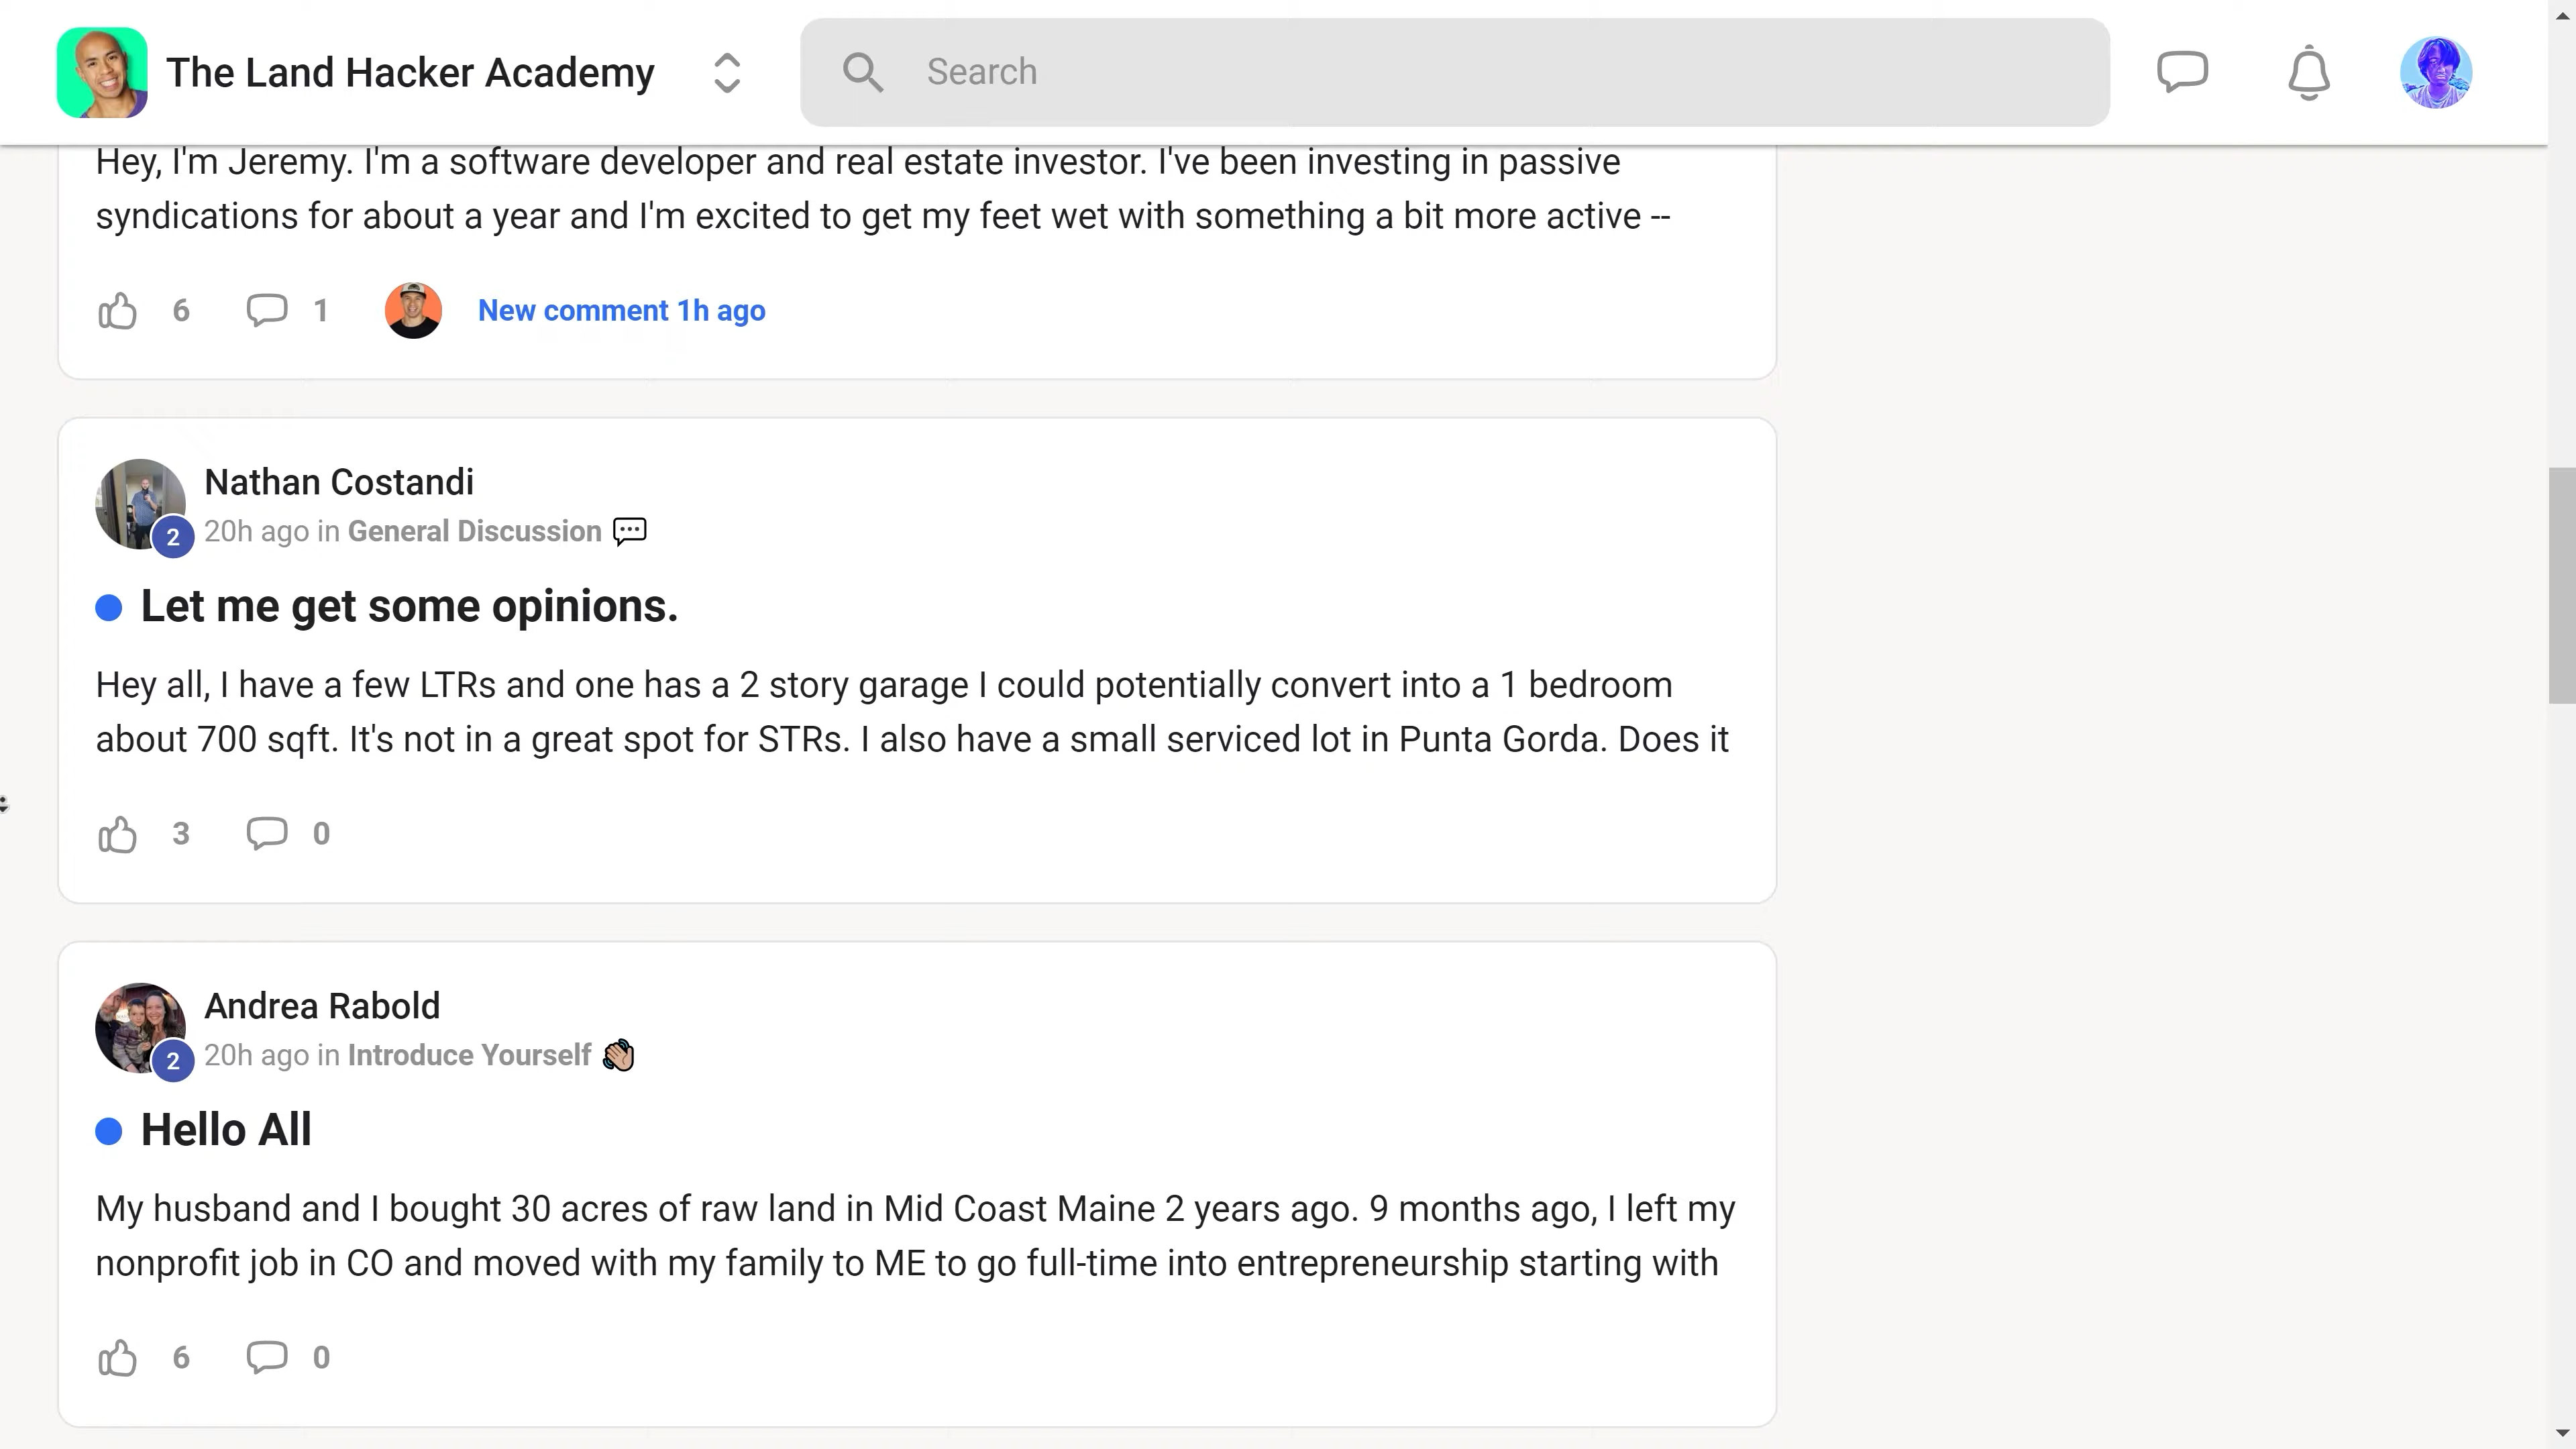 The Land Hacker Academy
Search
Hey, I'm Jeremy. I'm a software developer and real estate investor. I've been investing in passive
syndications for about a year and I'm excited to get my feet wet with something a bit more active --
6 1 New comment 1h ago
Nathan Costandi
2 20h ago in General Discussion 💬
Let me get some opinions.
Hey all, I have a few LTRs and one has a 2 story garage I could potentially convert into a 1 bedroom
about 700 sqft. It's not in a great spot for STRs. I also have a small serviced lot in Punta Gorda. Does it
3 0
Andrea Rabold
2 20h ago in Introduce Yourself 👋🏽
Hello All
My husband and I bought 30 acres of raw land in Mid Coast Maine 2 years ago. 9 months ago, I left my
nonprofit job in CO and moved with my family to ME to go full-time into entrepreneurship starting with
6 0